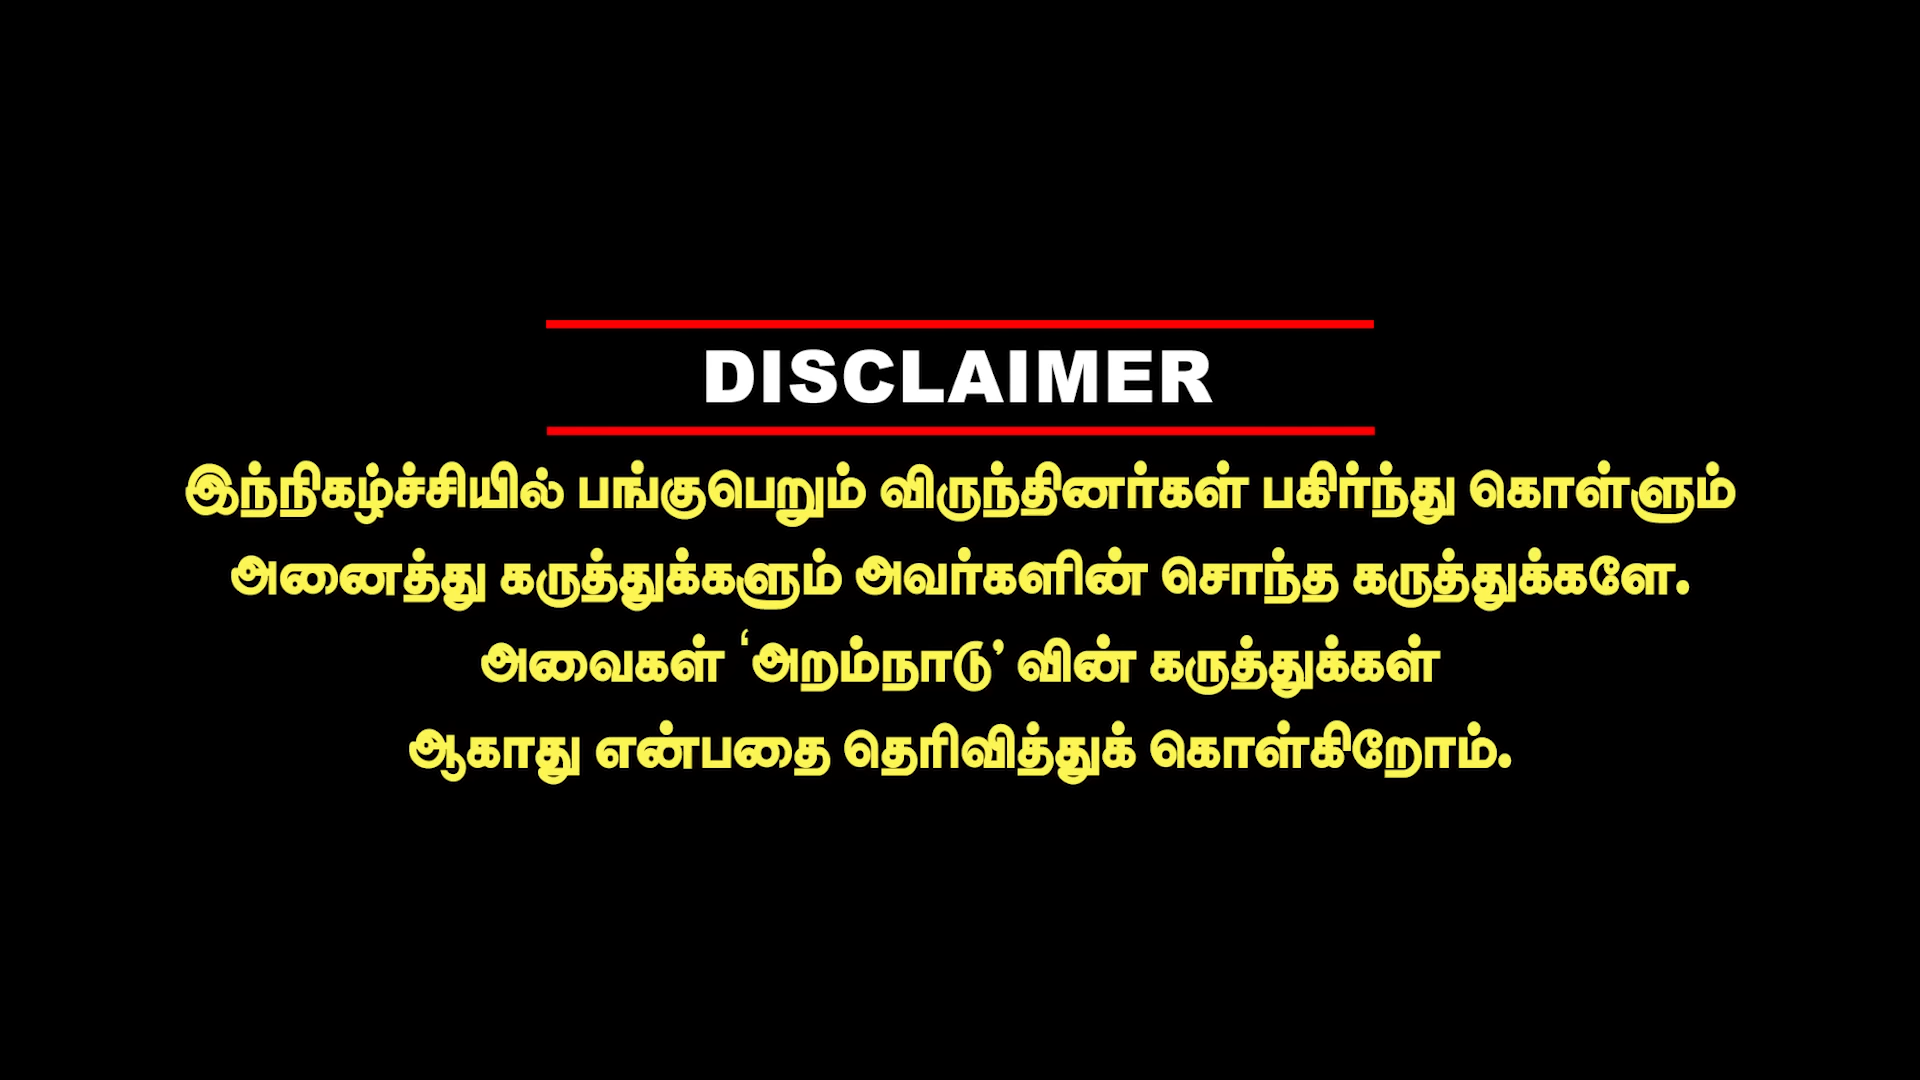 DISCLAIMER
இந்நிகழ்ச்சியில் பங்குபெறும் விருந்தினர்கள் பகிர்ந்து கொள்ளும்
அனைத்து கருத்துக்களும் அவர்களின் சொந்த கருத்துக்களே.
அவைகள் ‘அறம்நாடு’ வின் கருத்துக்கள்
ஆகாது என்பதை தெரிவித்துக் கொள்கிறோம்.